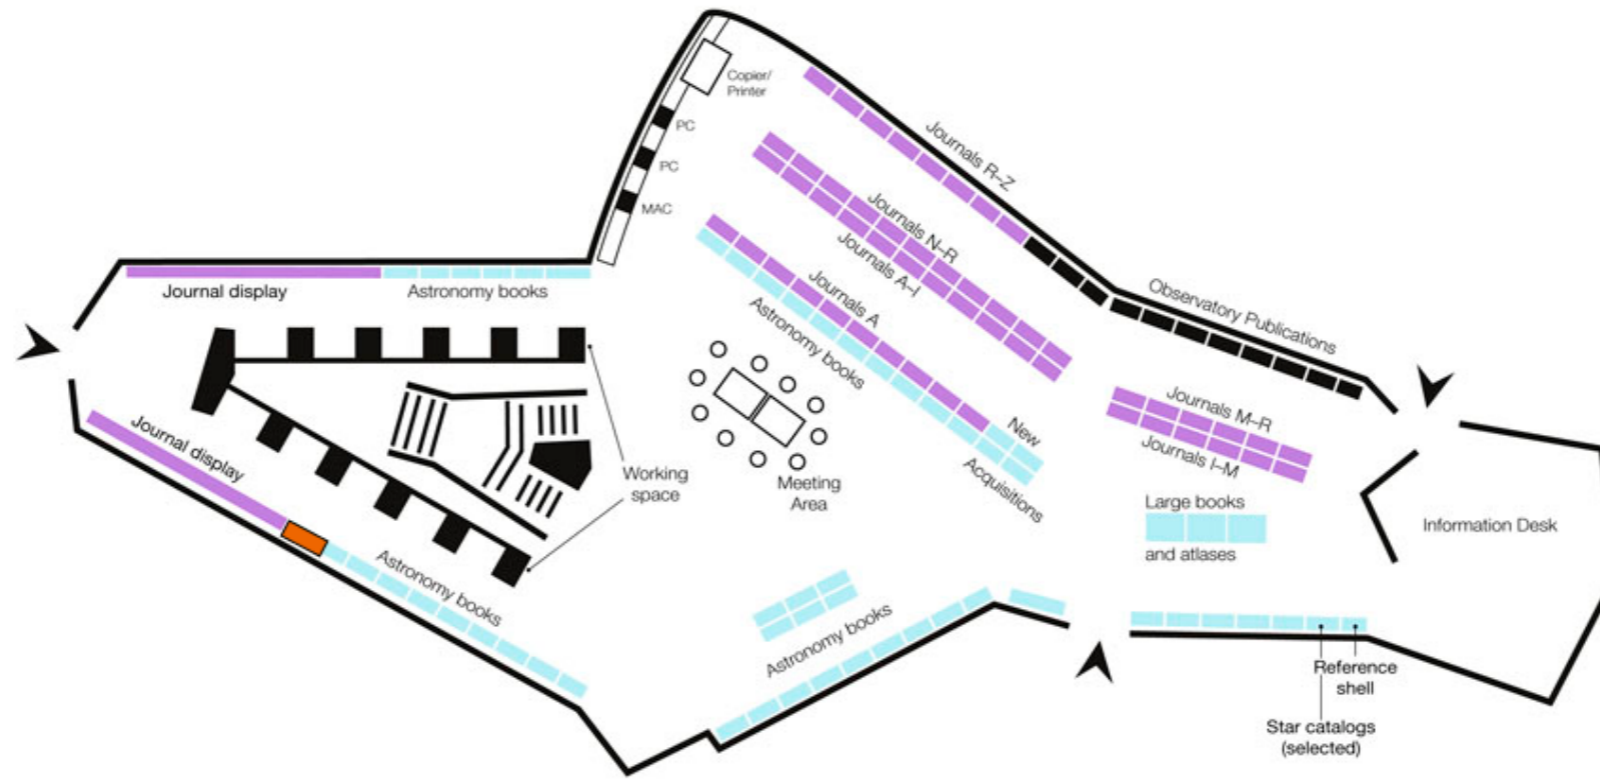 Copier/
Printer
PC
PC
MAC
Journals R–Z
Journals N–R
Journals A–I
Journals A
Astronomy books
Observatory Publications
Journal display
Astronomy books
Journals M–R
Journals I–M
New
Acquisitions
Journal display
Working
space
Meeting
Area
Large books
and atlases
Information Desk
Astronomy books
Astronomy books
Reference
shell
Star catalogs
(selected)